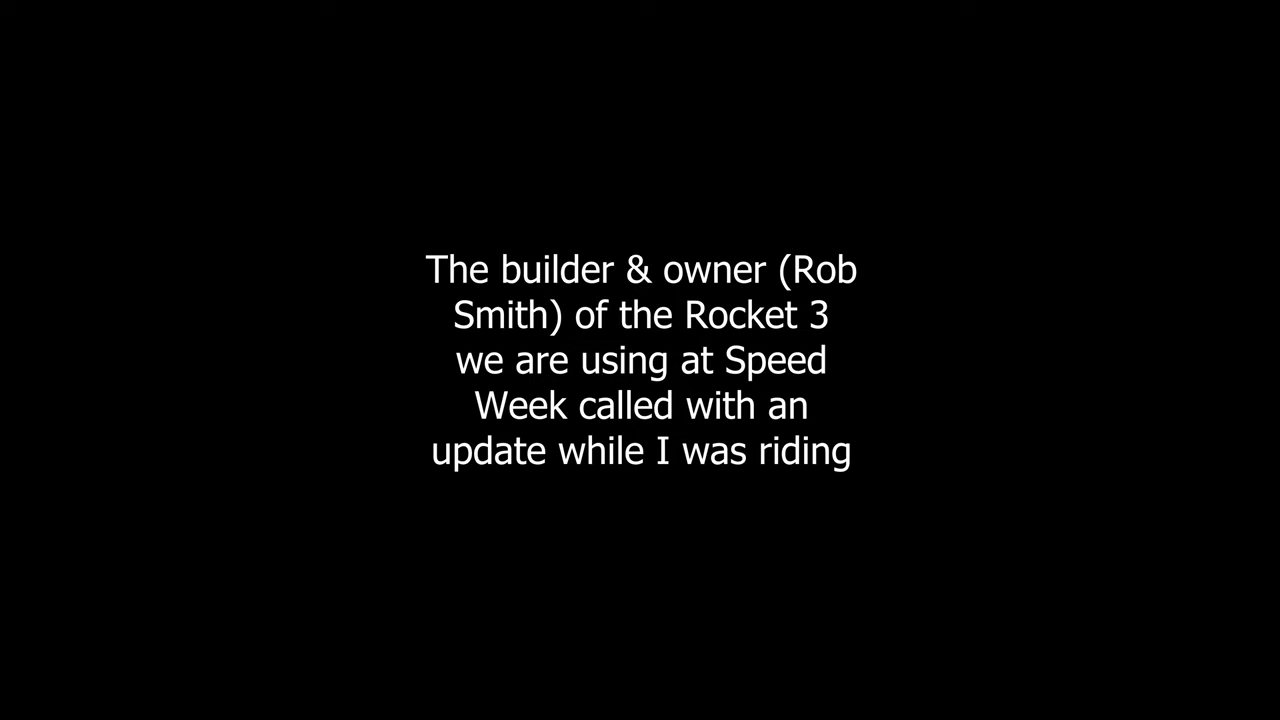 The builder & owner (Rob
Smith) of the Rocket 3
we are using at Speed
Week called with an
update while I was riding